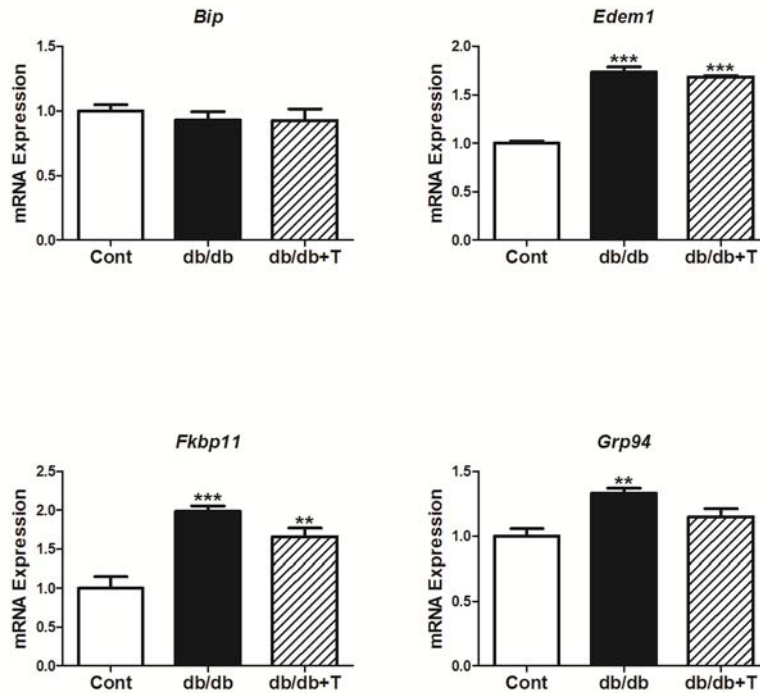 Bip
mRNA Expression
1.5
1.0
0.5
0.0
Cont db/db db/db+T
Edem1
mRNA Expression
2.0
1.5
1.0
0.5
0.0
*** ***
Cont db/db db/db+T
Fkbp11
mRNA Expression
2.5
2.0
1.5
1.0
0.5
0.0
*** **
Cont db/db db/db+T
Grp94
mRNA Expression
1.5
1.0
0.5
0.0
**
Cont db/db db/db+T